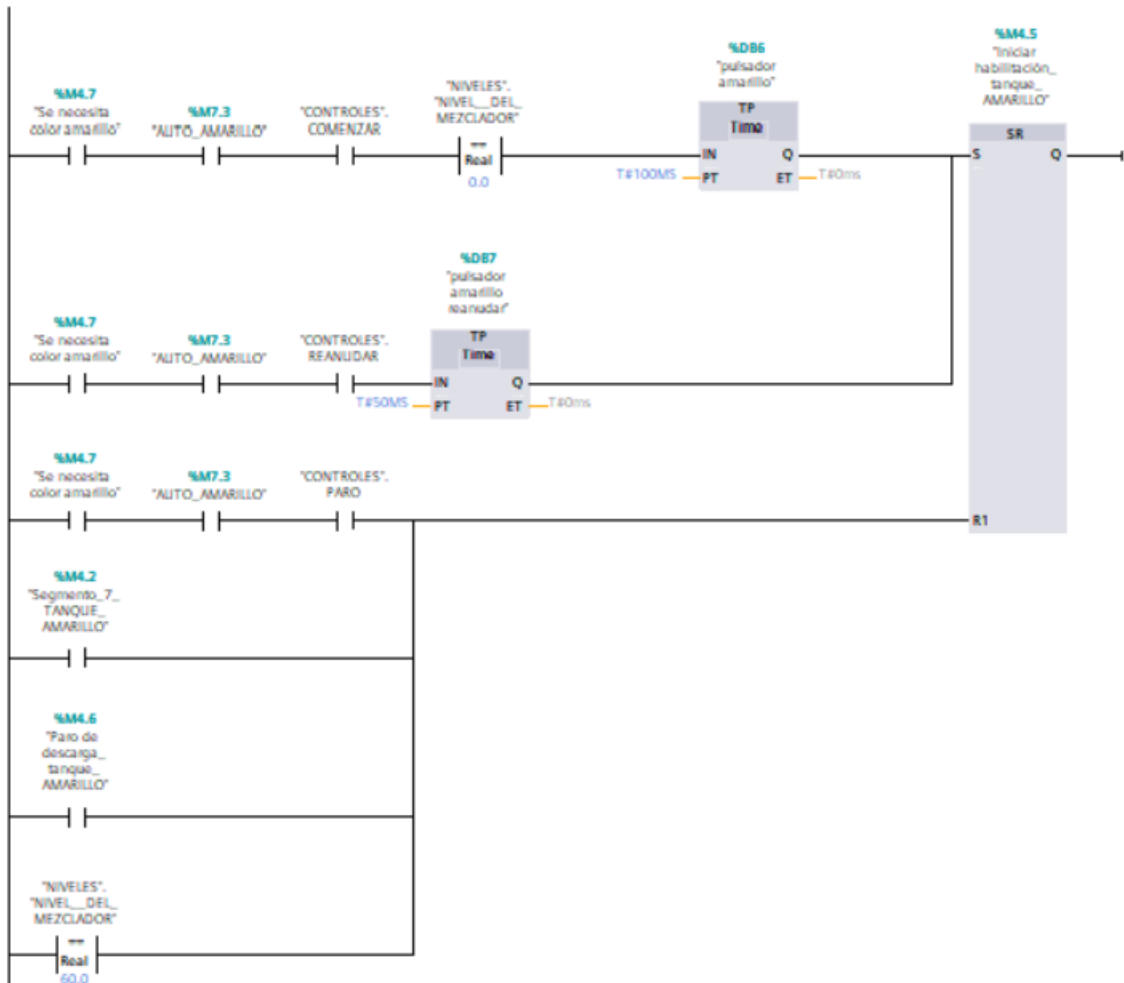 %M4.7
"Se necesita
color amarillo"
%M7.3
"AUTO_AMARILLO"
"CONTROLES".
COMENZAR
"NIVELES".
"NIVEL__DEL_
MEZCLADOR"
==
Real
0.0
%DB6
"pulsador
amarillo"
TP
Time
IN
Q
T#100MS
PT
ET
T#0ms
%M4.5
"Iniciar
habilitación_
tanque_
AMARILLO"
SR
S
Q
%M4.7
"Se necesita
color amarillo"
%M7.3
"AUTO_AMARILLO"
"CONTROLES".
REANUDAR
%DB7
"pulsador
amarillo
reanudar"
TP
Time
IN
Q
T#50MS
PT
ET
T#0ms
%M4.7
"Se necesita
color amarillo"
%M7.3
"AUTO_AMARILLO"
"CONTROLES".
PARO
R1
%M4.2
"Segmento_7_
TANQUE_
AMARILLO"
%M4.6
"Paro de
descarga_
tanque_
AMARILLO"
"NIVELES".
"NIVEL__DEL_
MEZCLADOR"
==
Real
60.0